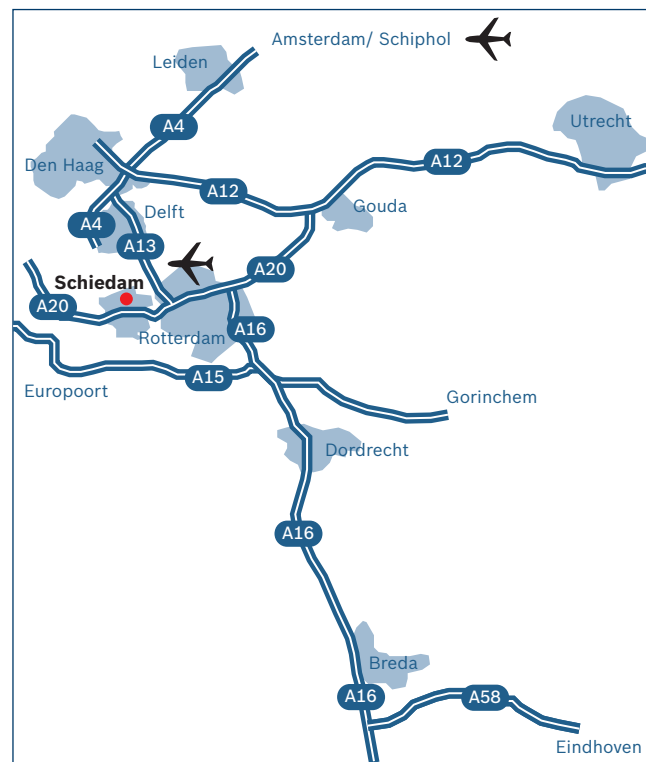 Amsterdam/ Schiphol
Leiden
A4
Utrecht
Den Haag
A12
A12
Gouda
Delft
A4
A13
A20
Schiedam
A20
A16
Rotterdam
A15
Europoort
Gorinchem
Dordrecht
A16
Breda
A16
A58
Eindhoven